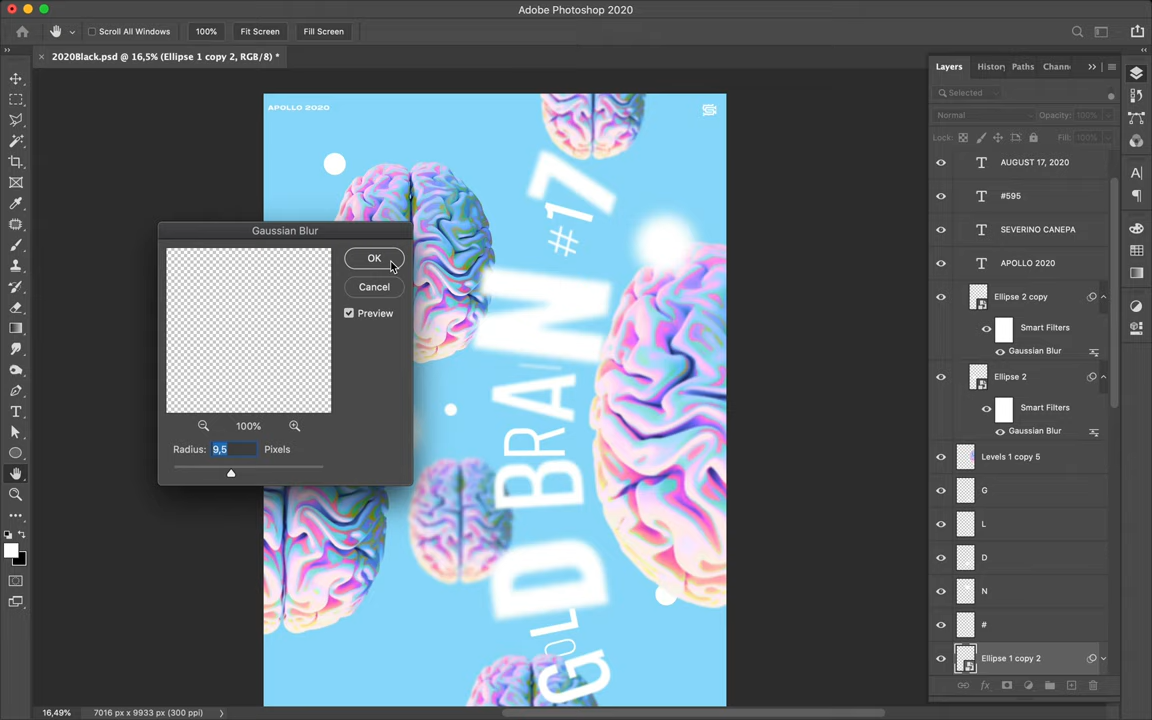 Adobe Photoshop 2020
Scroll All Windows
100%
Fit Screen
Fill Screen
2020Black.psd @ 16,5% (Ellipse 1 copy 2, RGB/8) *
Layers
History
Paths
Chann
Selected
Normal
Opacity:
100%
Lock:
Fill:
100%
AUGUST 17, 2020
#595
SEVERINO CANEPA
APOLLO 2020
Ellipse 2 copy
Smart Filters
Gaussian Blur
Ellipse 2
Smart Filters
Gaussian Blur
Levels 1 copy 5
G
L
D
N
#
Ellipse 1 copy 2
APOLLO 2020
GOLD BRAIN #17
Gaussian Blur
OK
Cancel
Preview
100%
Radius: 9,5 Pixels
16,49%
7016 px x 9933 px (300 ppi)